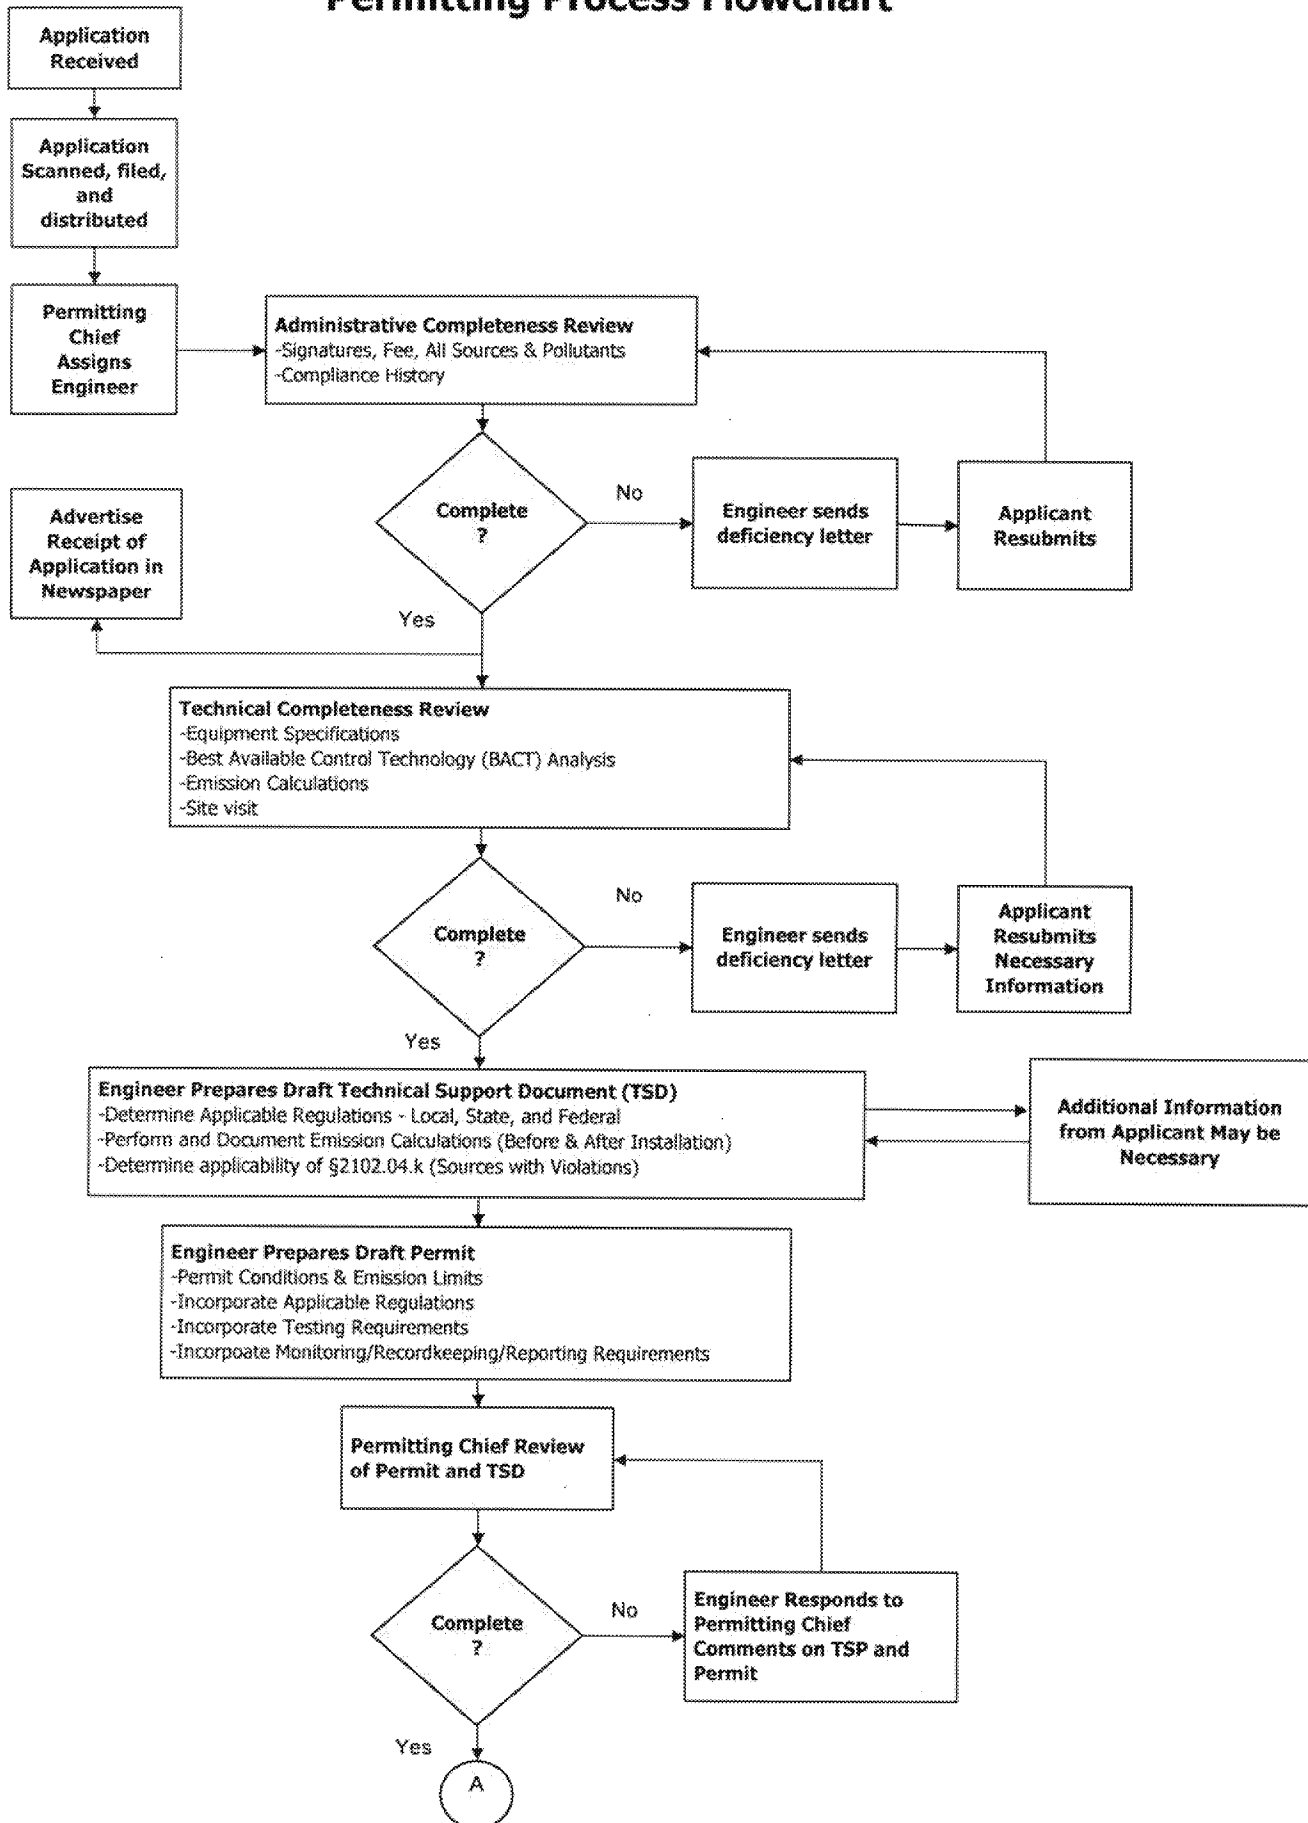 Permitting Process Flowchart
Application
Received
Application
Scanned, filed,
and
distributed
Permitting
Chief
Assigns
Engineer
Administrative Completeness Review
-Signatures, Fee, All Sources & Pollutants
-Compliance History
Complete
?
No
Engineer sends
deficiency letter
Applicant
Resubmits
Advertise
Receipt of
Application in
Newspaper
Yes
Technical Completeness Review
-Equipment Specifications
-Best Available Control Technology (BACT) Analysis
-Emission Calculations
-Site visit
Complete
?
No
Engineer sends
deficiency letter
Applicant
Resubmits
Necessary
Information
Yes
Engineer Prepares Draft Technical Support Document (TSD)
-Determine Applicable Regulations - Local, State, and Federal
-Perform and Document Emission Calculations (Before & After Installation)
-Determine applicability of §2102.04.k (Sources with Violations)
Additional Information
from Applicant May be
Necessary
Engineer Prepares Draft Permit
-Permit Conditions & Emission Limits
-Incorporate Applicable Regulations
-Incorporate Testing Requirements
-Incorpoate Monitoring/Recordkeeping/Reporting Requirements
Permitting Chief Review
of Permit and TSD
Complete
?
No
Engineer Responds to
Permitting Chief
Comments on TSP and
Permit
Yes
A